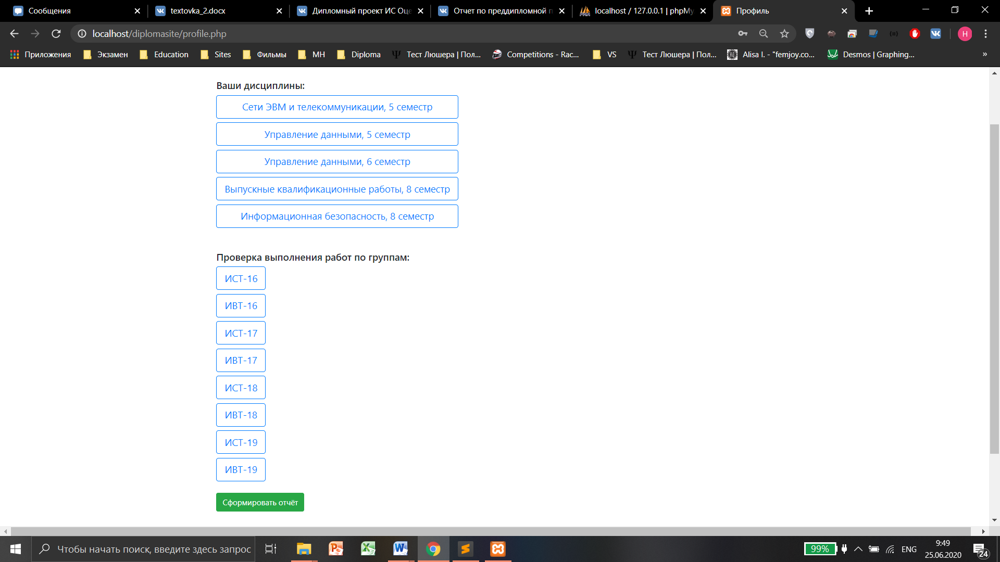 Сообщения
textovka_2.docx
Дипломный проект ИС Оце
Отчет по преддипломной п
localhost / 127.0.0.1 | phpMy
Профиль
localhost/diplomasite/profile.php
H
Приложения
Экзамен
Education
Sites
Фильмы
МН
Diploma
Тест Люшера | Пол...
Competitions - Rac...
VS
Тест Люшера | Пол...
Alisa I. - "femjoy.co...
Desmos | Graphing...
»
Ваши дисциплины:
Сети ЭВМ и телекоммуникации, 5 семестр
Управление данными, 5 семестр
Управление данными, 6 семестр
Выпускные квалификационные работы, 8 семестр
Информационная безопасность, 8 семестр
Проверка выполнения работ по группам:
ИСТ-16
ИВТ-16
ИСТ-17
ИВТ-17
ИСТ-18
ИВТ-18
ИСТ-19
ИВТ-19
Сформировать отчёт
Чтобы начать поиск, введите здесь запрос
99%
ENG
9:49
25.06.2020
24